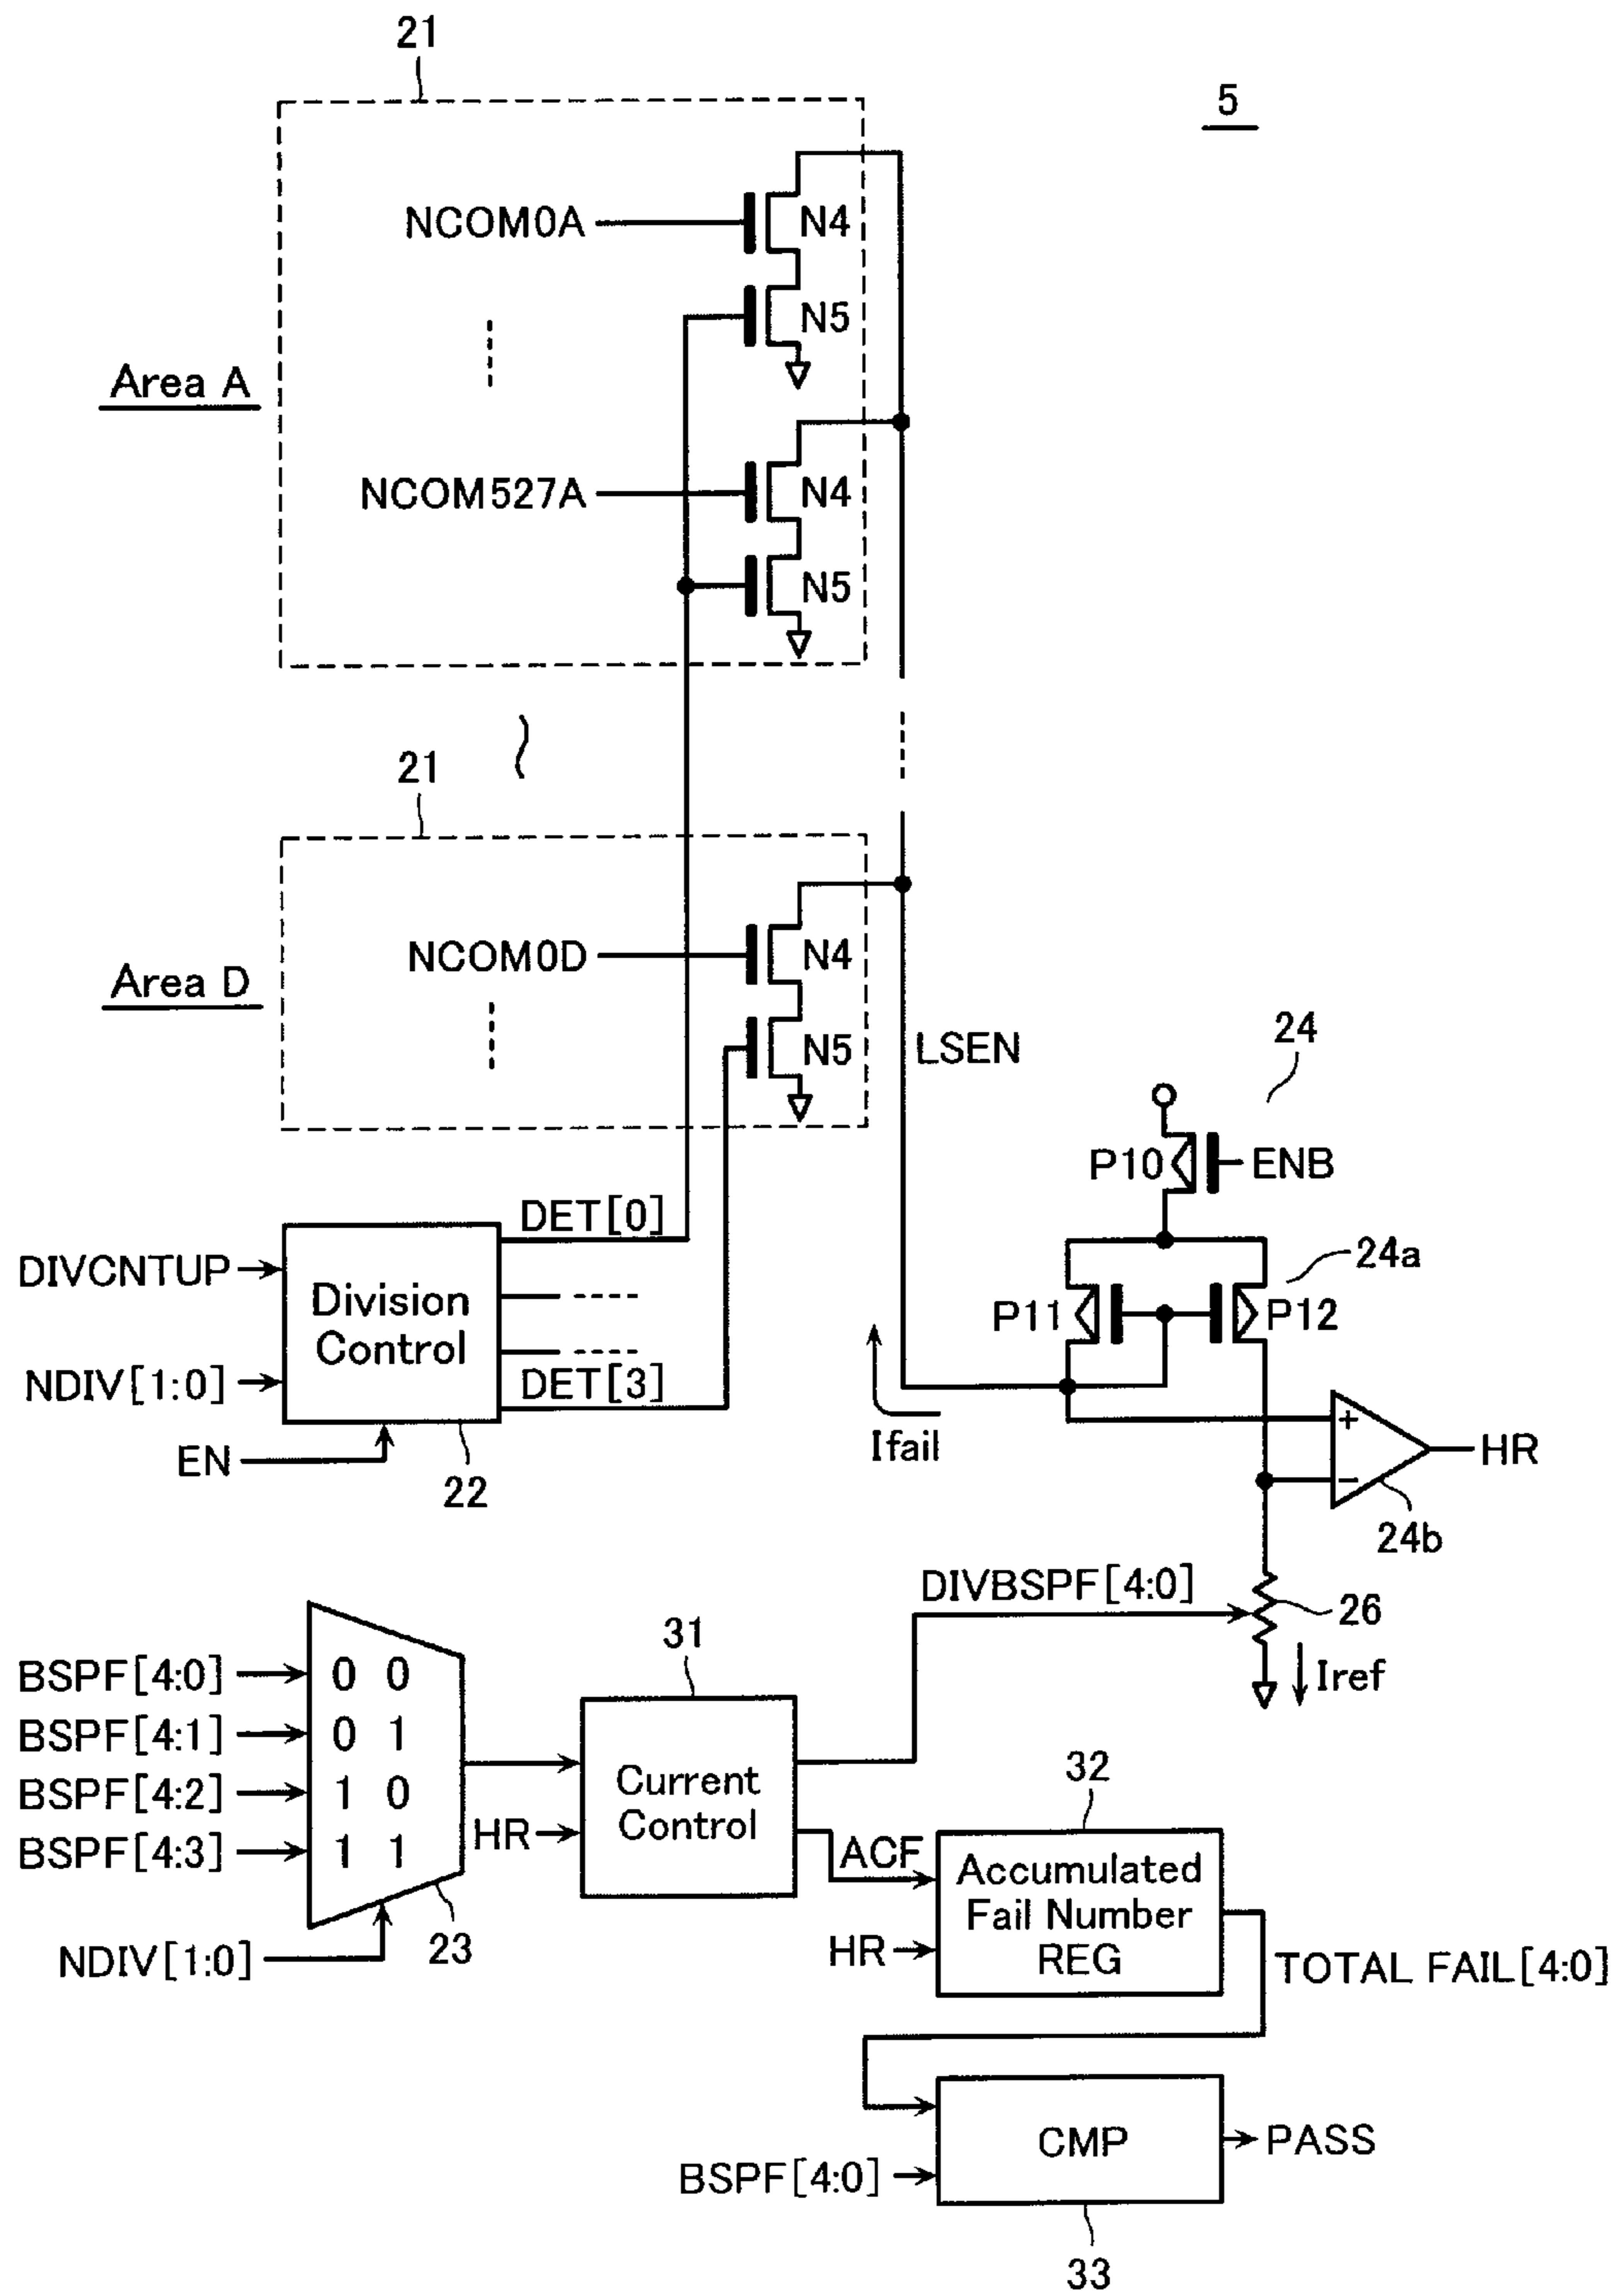 21
5
NCOM0A
N4
N5
Area A
NCOM527A
N4
N5
21
NCOM0D
N4
Area D
N5
LSEN
24
P10
ENB
DET[0]
DIVCNTUP
24a
Division
Control
P11
P12
NDIV[1:0]
DET[3]
EN
22
Ifail
+
−
HR
24b
DIVBSPF[4:0]
26
31
Iref
BSPF[4:0]
0 0
BSPF[4:1]
0 1
BSPF[4:2]
1 0
BSPF[4:3]
1 1
HR
Current
Control
32
ACF
Accumulated
Fail Number
REG
NDIV[1:0]
23
HR
TOTAL FAIL[4:0]
CMP
PASS
BSPF[4:0]
33